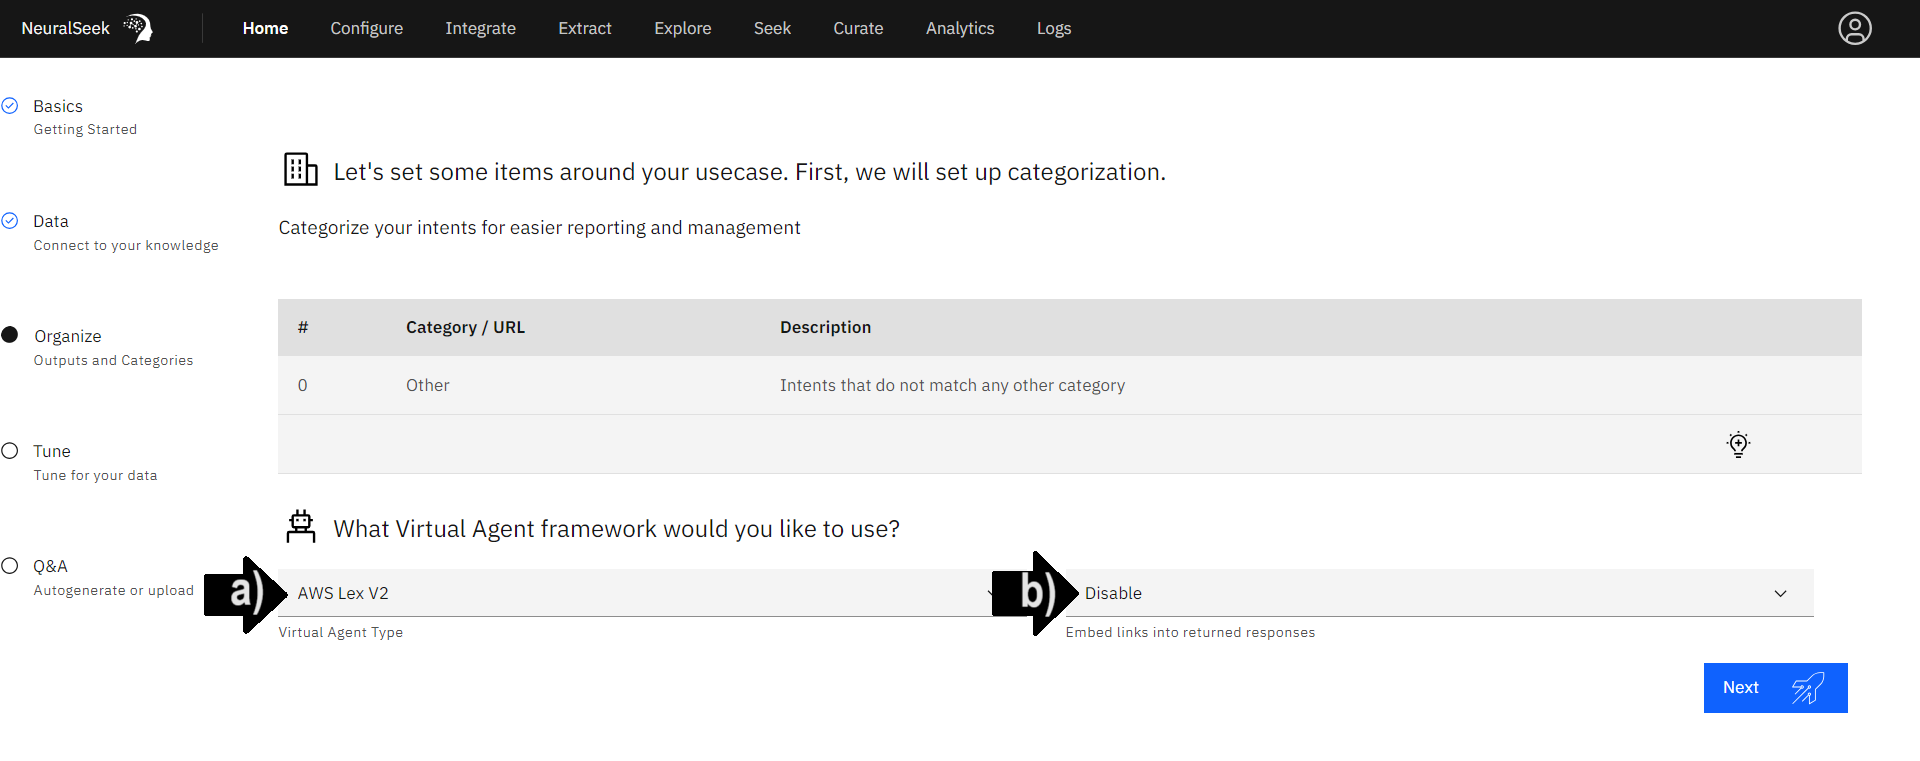 NeuralSeek Home Configure Integrate Extract Explore Seek Curate Analytics Logs
Basics
Getting Started
Let's set some items around your usecase. First, we will set up categorization.
Data
Connect to your knowledge
Categorize your intents for easier reporting and management
Organize
Outputs and Categories
# Category / URL Description
0 Other Intents that do not match any other category
Tune
Tune for your data
What Virtual Agent framework would you like to use?
Q&A
Autogenerate or upload
a) AWS Lex V2
Virtual Agent Type
b) Disable
Embed links into returned responses
Next